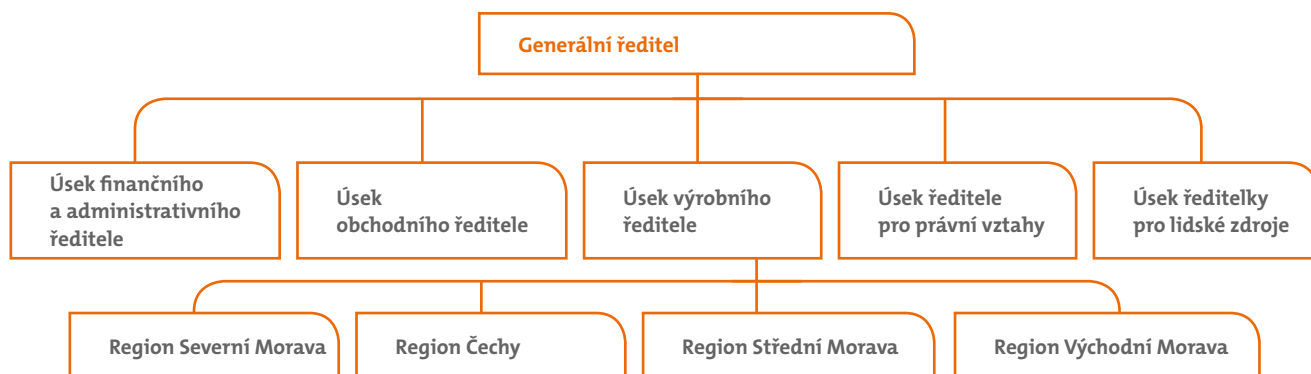 Generální ředitel
Úsek finančního
a administrativního
ředitele
Úsek
obchodního ředitele
Úsek výrobního
ředitele
Úsek ředitele
pro právní vztahy
Úsek ředitelky
pro lidské zdroje
Region Severní Morava
Region Čechy
Region Střední Morava
Region Východní Morava